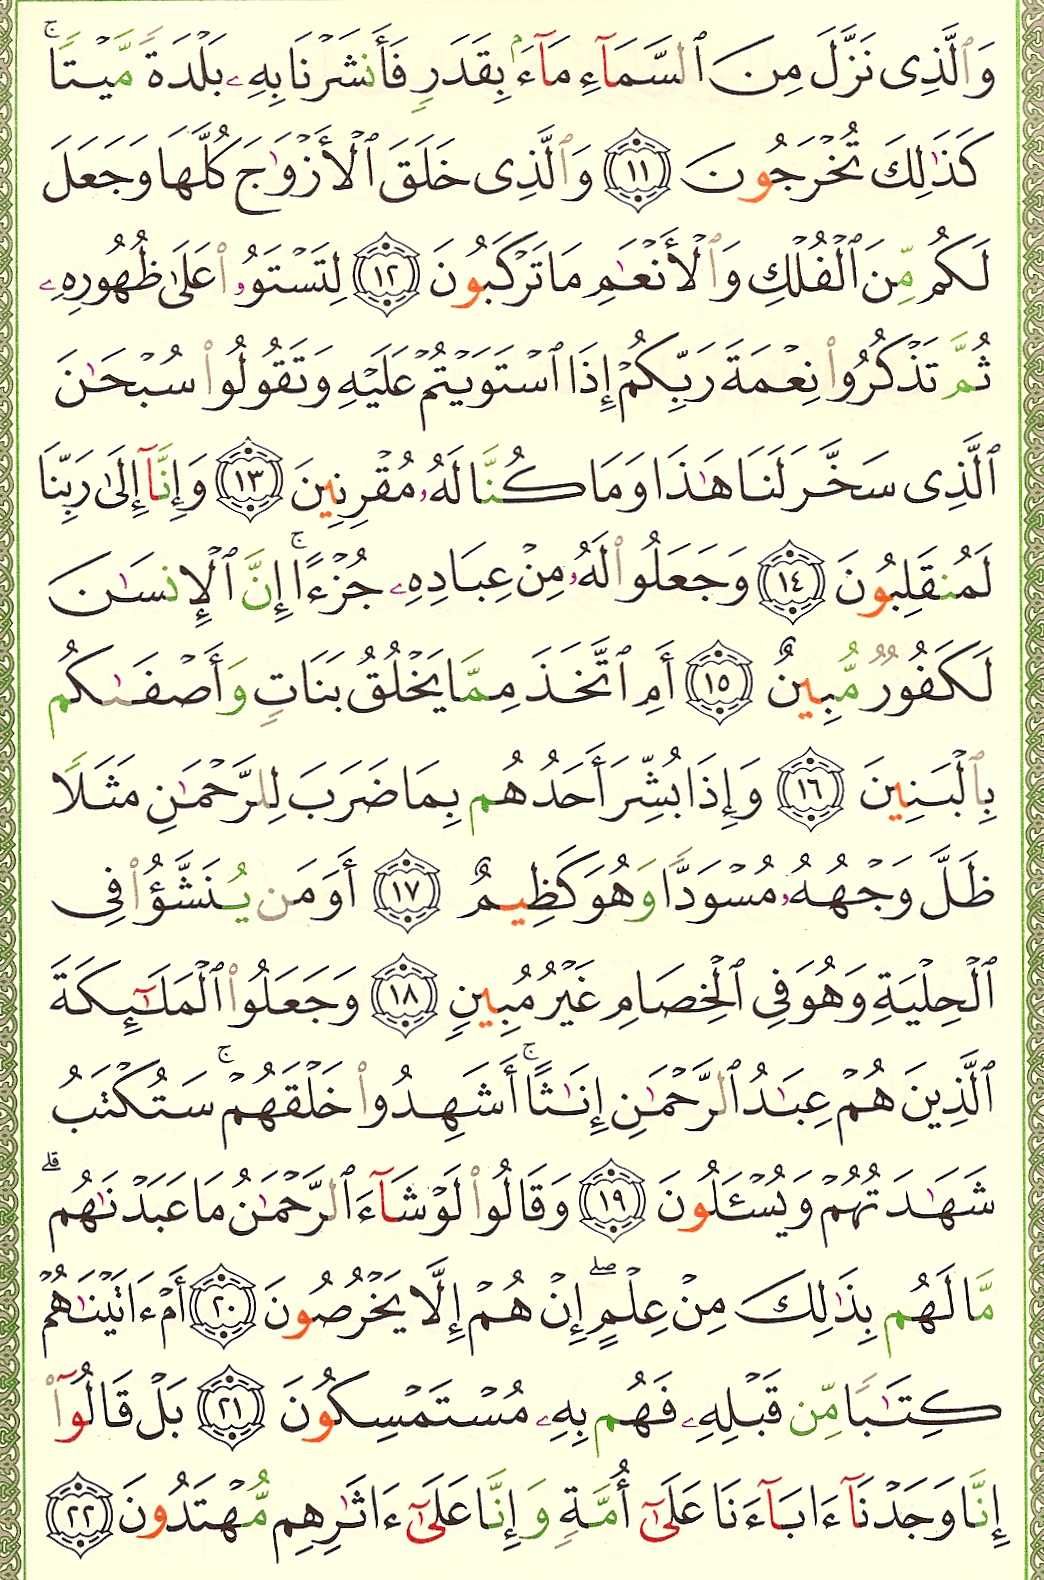 وَٱلَّذِى نَزَّلَ مِنَ ٱلسَّمَآءِ مَآءًۢ بِقَدَرٍ فَأَنشَرْنَا بِهِۦ بَلْدَةً مَّيْتًا ۚ
كَذَٰلِكَ تُخْرَجُونَ ١١ وَٱلَّذِى خَلَقَ ٱلْأَزْوَٰجَ كُلَّهَا وَجَعَلَ
لَكُم مِّنَ ٱلْفُلْكِ وَٱلْأَنْعَٰمِ مَا تَرْكَبُونَ ١٢ لِتَسْتَوُۥا۟ عَلَىٰ ظُهُورِهِۦ
ثُمَّ تَذْكُرُوا۟ نِعْمَةَ رَبِّكُمْ إِذَا ٱسْتَوَيْتُمْ عَلَيْهِ وَتَقُولُوا۟ سُبْحَٰنَ
ٱلَّذِى سَخَّرَ لَنَا هَٰذَا وَمَا كُنَّا لَهُۥ مُقْرِنِينَ ١٣ وَإِنَّآ إِلَىٰ رَبِّنَا
لَمُنقَلِبُونَ ١٤ وَجَعَلُوا۟ لَهُۥ مِنْ عِبَادِهِۦ جُزْءًا ۚ إِنَّ ٱلْإِنسَٰنَ
لَكَفُورٌ مُّبِينٌ ١٥ أَمِ ٱتَّخَذَ مِمَّا يَخْلُقُ بَنَاتٍ وَأَصْفَىٰكُم
بِٱلْبَنِينَ ١٦ وَإِذَا بُشِّرَ أَحَدُهُم بِمَا ضَرَبَ لِلرَّحْمَٰنِ مَثَلًا
ظَلَّ وَجْهُهُۥ مُسْوَدًّا وَهُوَ كَظِيمٌ ١٧ أَوَمَن يُنَشَّؤُا۟ فِى
ٱلْحِلْيَةِ وَهُوَ فِى ٱلْخِصَامِ غَيْرُ مُبِينٍ ١٨ وَجَعَلُوا۟ ٱلْمَلَٰٓئِكَةَ
ٱلَّذِينَ هُمْ عِبَٰدُ ٱلرَّحْمَٰنِ إِنَٰثًا ۚ أَشَهِدُوا۟ خَلْقَهُمْ ۚ سَتُكْتَبُ
شَهَٰدَتُهُمْ وَيُسْـَٔلُونَ ١٩ وَقَالُوا۟ لَوْ شَآءَ ٱلرَّحْمَٰنُ مَا عَبَدْنَٰهُم ۗ
مَّا لَهُم بِذَٰلِكَ مِنْ عِلْمٍ ۖ إِنْ هُمْ إِلَّا يَخْرُصُونَ ٢٠ أَمْ ءَاتَيْنَٰهُمْ
كِتَٰبًا مِّن قَبْلِهِۦ فَهُم بِهِۦ مُسْتَمْسِكُونَ ٢١ بَلْ قَالُوٓا۟
إِنَّا وَجَدْنَآ ءَابَآءَنَا عَلَىٰٓ أُمَّةٍ وَإِنَّا عَلَىٰٓ ءَاثَٰرِهِم مُّهْتَدُونَ ٢٢